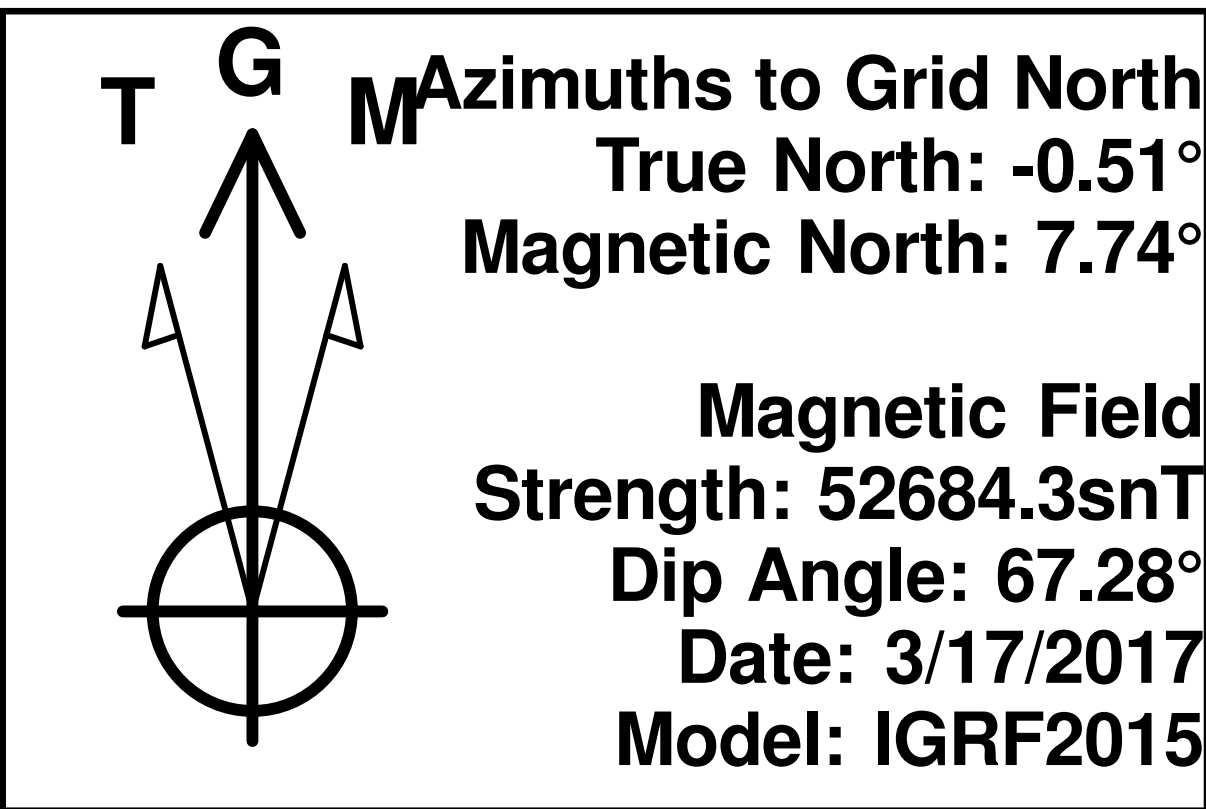 T G M
Azimuths to Grid North
True North: -0.51°
Magnetic North: 7.74°
Magnetic Field
Strength: 52684.3snT
Dip Angle: 67.28°
Date: 3/17/2017
Model: IGRF2015